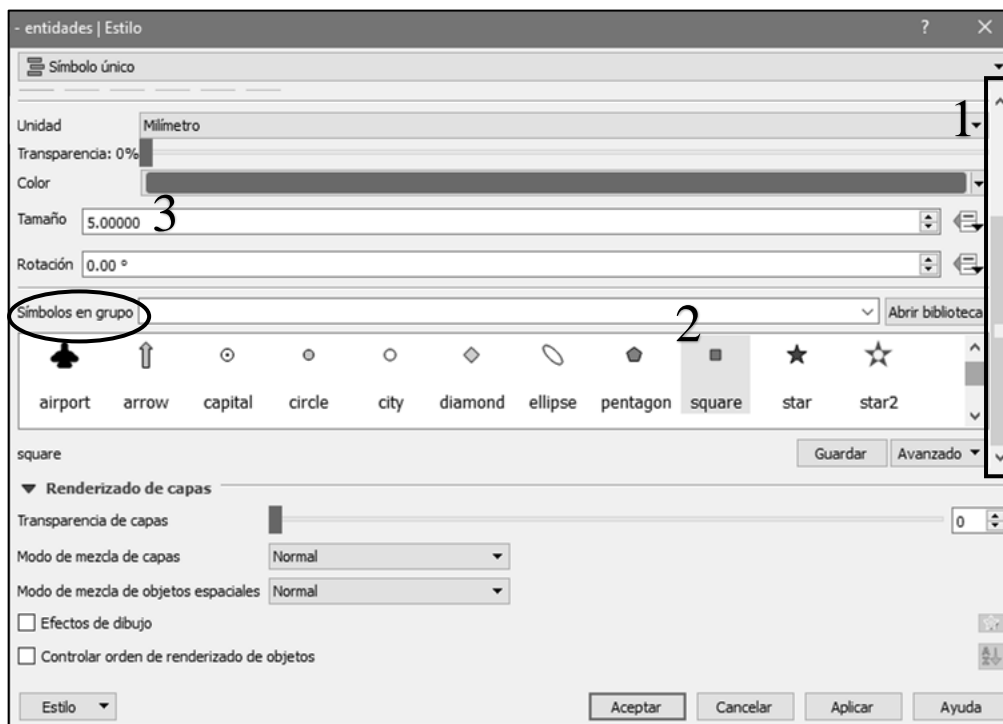 - entidades | Estilo ? ×
Símbolo único
1
Unidad Milímetro
Transparencia: 0%
Color
Tamaño 5.00000 3
Rotación 0.00 °
Símbolos en grupo Abrir biblioteca
2
airport arrow capital circle city diamond ellipse pentagon square star star2
square Guardar Avanzado
Renderizado de capas
Transparencia de capas 0
Modo de mezcla de capas Normal
Modo de mezcla de objetos espaciales Normal
Efectos de dibujo
Controlar orden de renderizado de objetos
Estilo Aceptar Cancelar Aplicar Ayuda